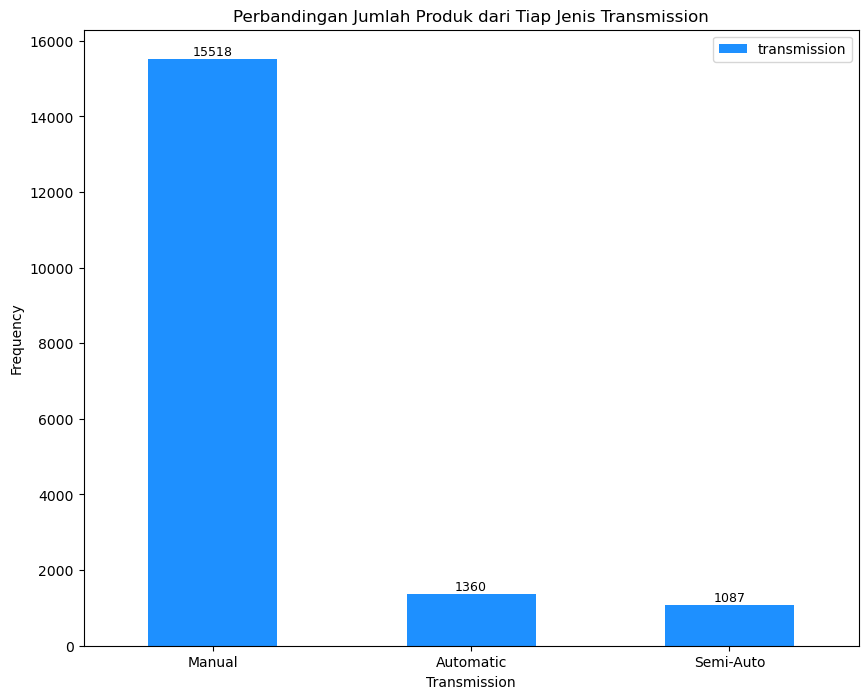 Perbandingan Jumlah Produk dari Tiap Jenis Transmission
transmission
16000
14000
12000
10000
8000
6000
4000
2000
0
Frequency
15518
1360
1087
Manual
Automatic
Semi-Auto
Transmission